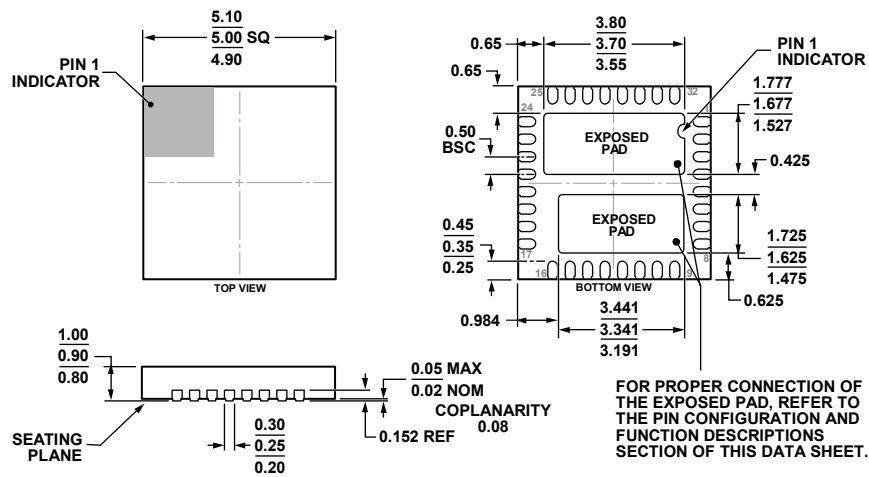 5.10
5.00 SQ
4.90
PIN 1
INDICATOR
TOP VIEW
0.65
3.80
3.70
3.55
PIN 1
INDICATOR
0.65
25
32
24
1.777
1.677
1.527
0.50
BSC
EXPOSED
PAD
0.425
EXPOSED
PAD
0.45
0.35
0.25
1.725
1.625
1.475
17
8
16
9
BOTTOM VIEW
0.625
0.984
3.441
3.341
3.191
1.00
0.90
0.80
0.05 MAX
0.02 NOM
COPLANARITY
0.08
0.152 REF
SEATING
PLANE
0.30
0.25
0.20
FOR PROPER CONNECTION OF
THE EXPOSED PAD, REFER TO
THE PIN CONFIGURATION AND
FUNCTION DESCRIPTIONS
SECTION OF THIS DATA SHEET.